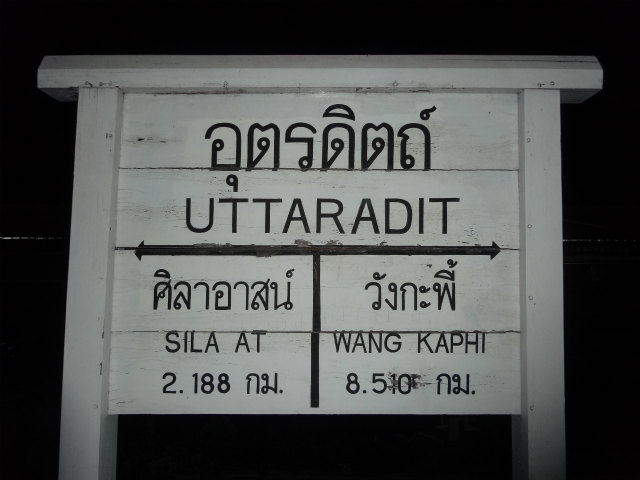 อุตรดิตถ์
UTTARADIT
ศิลาอาสน์
SILA AT
2.188 กม.
วังกะพี้
WANG KAPHI
8.510 กม.